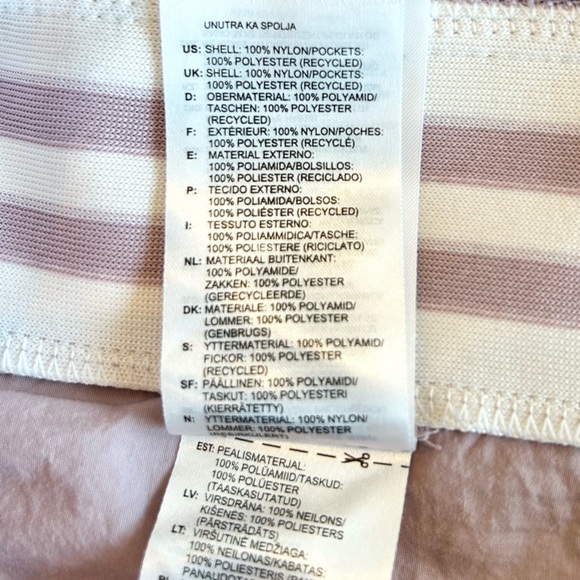 UNUTRA KA SPOLJA
US: SHELL: 100% NYLON/POCKETS:
100% POLYESTER (RECYCLED)
UK: SHELL: 100% NYLON/POCKETS:
100% POLYESTER (RECYCLED)
D: OBERMATERIAL: 100% POLYAMID/
TASCHEN: 100% POLYESTER
(RECYCLED)
F: EXTÉRIEUR: 100% NYLON/POCHES:
100% POLYESTER (RECYCLÉ)
E: MATERIAL EXTERNO:
100% POLIAMIDA/BOLSILLOS:
100% POLIESTER (RECICLADO)
P: TECIDO EXTERNO:
100% POLIAMIDA/BOLSOS:
100% POLIÉSTER (RECYCLED)
I: TESSUTO ESTERNO:
100% POLIAMMIDICA/TASCHE:
100% POLIESTERE (RICICLATO)
NL: MATERIAAL BUITENKANT:
100% POLYAMIDE/
ZAKKEN: 100% POLYESTER
(GERECYCLEERDE)
DK: MATERIALE: 100% POLYAMID/
LOMMER: 100% POLYESTER
(GENBRUGS)
S: YTTERMATERIAL: 100% POLYAMID/
FICKOR: 100% POLYESTER
(RECYCLED)
SF: PÄÄLLINEN: 100% POLYAMIDI/
TASKUT: 100% POLYESTERI
(KIERRÄTETTY)
N: YTTERMATERIAL: 100% NYLON/
LOMMER: 100% POLYESTER
EST: PEALISMATERJAL:
100% POLÜAMIID/TASKUD:
100% POLÜESTER
(TAASKASUTATUD)
LV: VIRSDRĀNA: 100% NEILONS/
KIŠENES: 100% POLIESTERS
(PĀRSTRĀDĀTS)
LT: VIRŠUTINĖ MEDŽIAGA:
100% NEILONAS/KABATAS:
100% POLIESTERIS